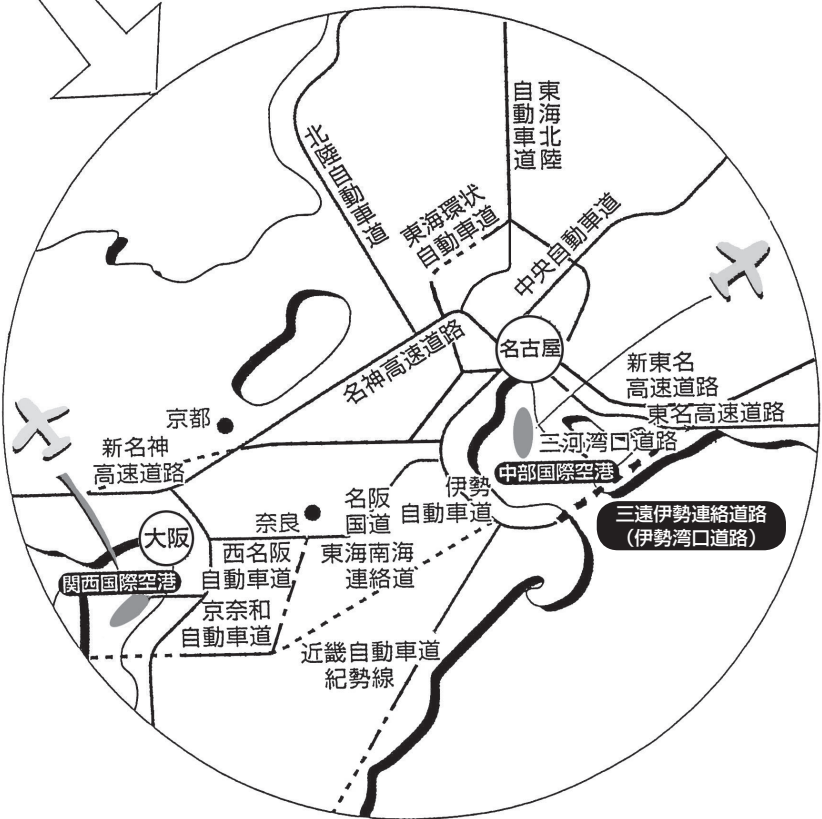 東海北陸
自動車道
北陸自動車道
東海環状
自動車道
中央自動車道
名神高速道路
名古屋
新東名
高速道路
東名高速道路
三河湾口道路
中部国際空港
京都
新名神
高速道路
伊勢
自動車道
名阪
国道
奈良
三遠伊勢連絡道路
（伊勢湾口道路）
大阪
西名阪
自動車道
東海南海
連絡道
関西国際空港
京奈和
自動車道
近畿自動車道
紀勢線